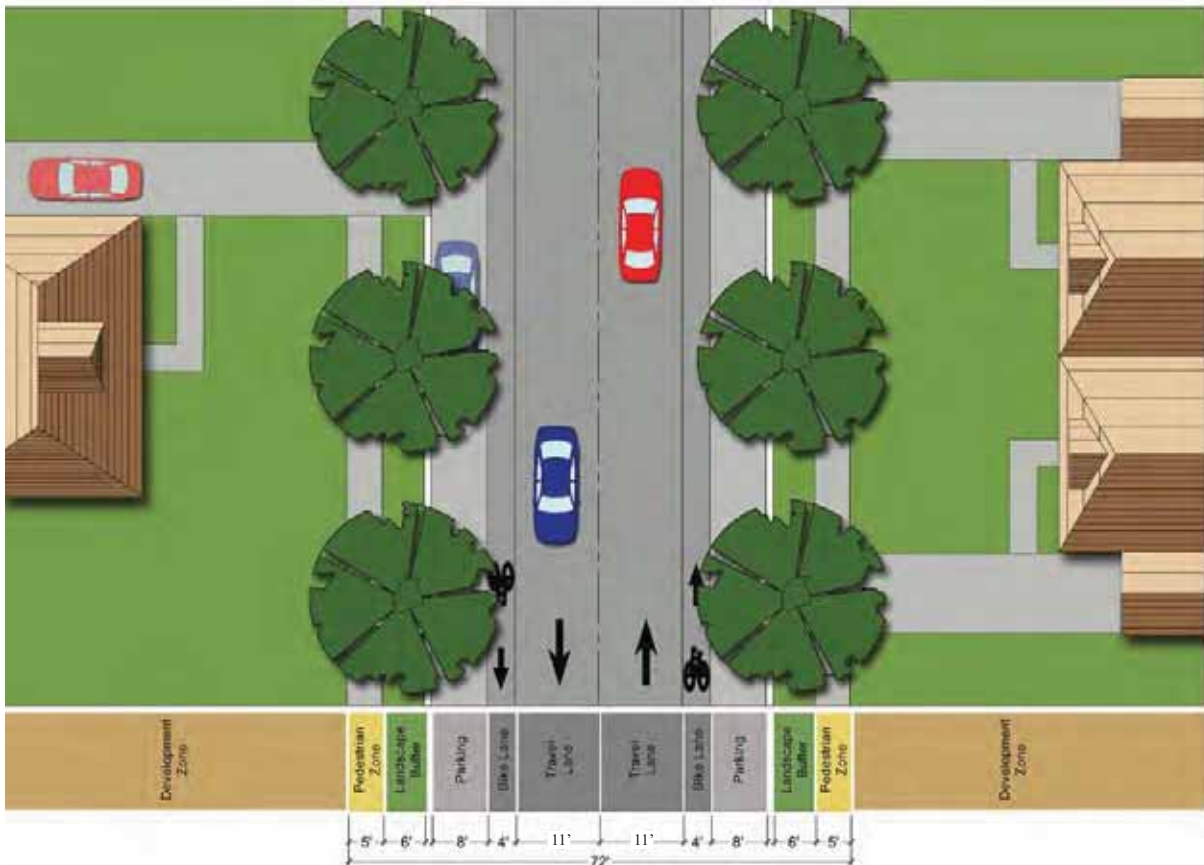 Development
Zone
Pedestrian
Zone
Landscape
Buffer
Parking
Bike Lane
Travel
Lane
Travel
Lane
Bike Lane
Parking
Landscape
Buffer
Pedestrian
Zone
Development
Zone
5' 6' 8' 4' 11' 11' 4' 8' 6' 5'
72'